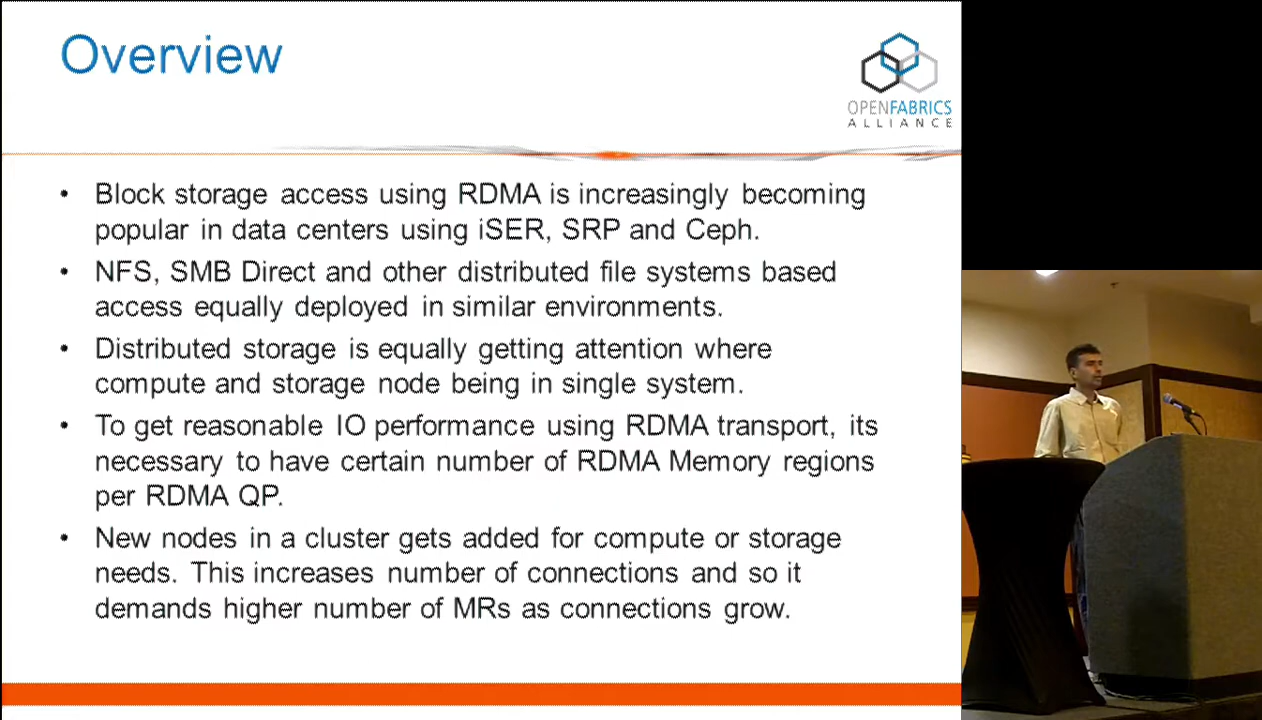 Overview
OPENFABRICS
ALLIANCE
• Block storage access using RDMA is increasingly becoming
popular in data centers using iSER, SRP and Ceph.
• NFS, SMB Direct and other distributed file systems based
access equally deployed in similar environments.
• Distributed storage is equally getting attention where
compute and storage node being in single system.
• To get reasonable IO performance using RDMA transport, its
necessary to have certain number of RDMA Memory regions
per RDMA QP.
• New nodes in a cluster gets added for compute or storage
needs. This increases number of connections and so it
demands higher number of MRs as connections grow.